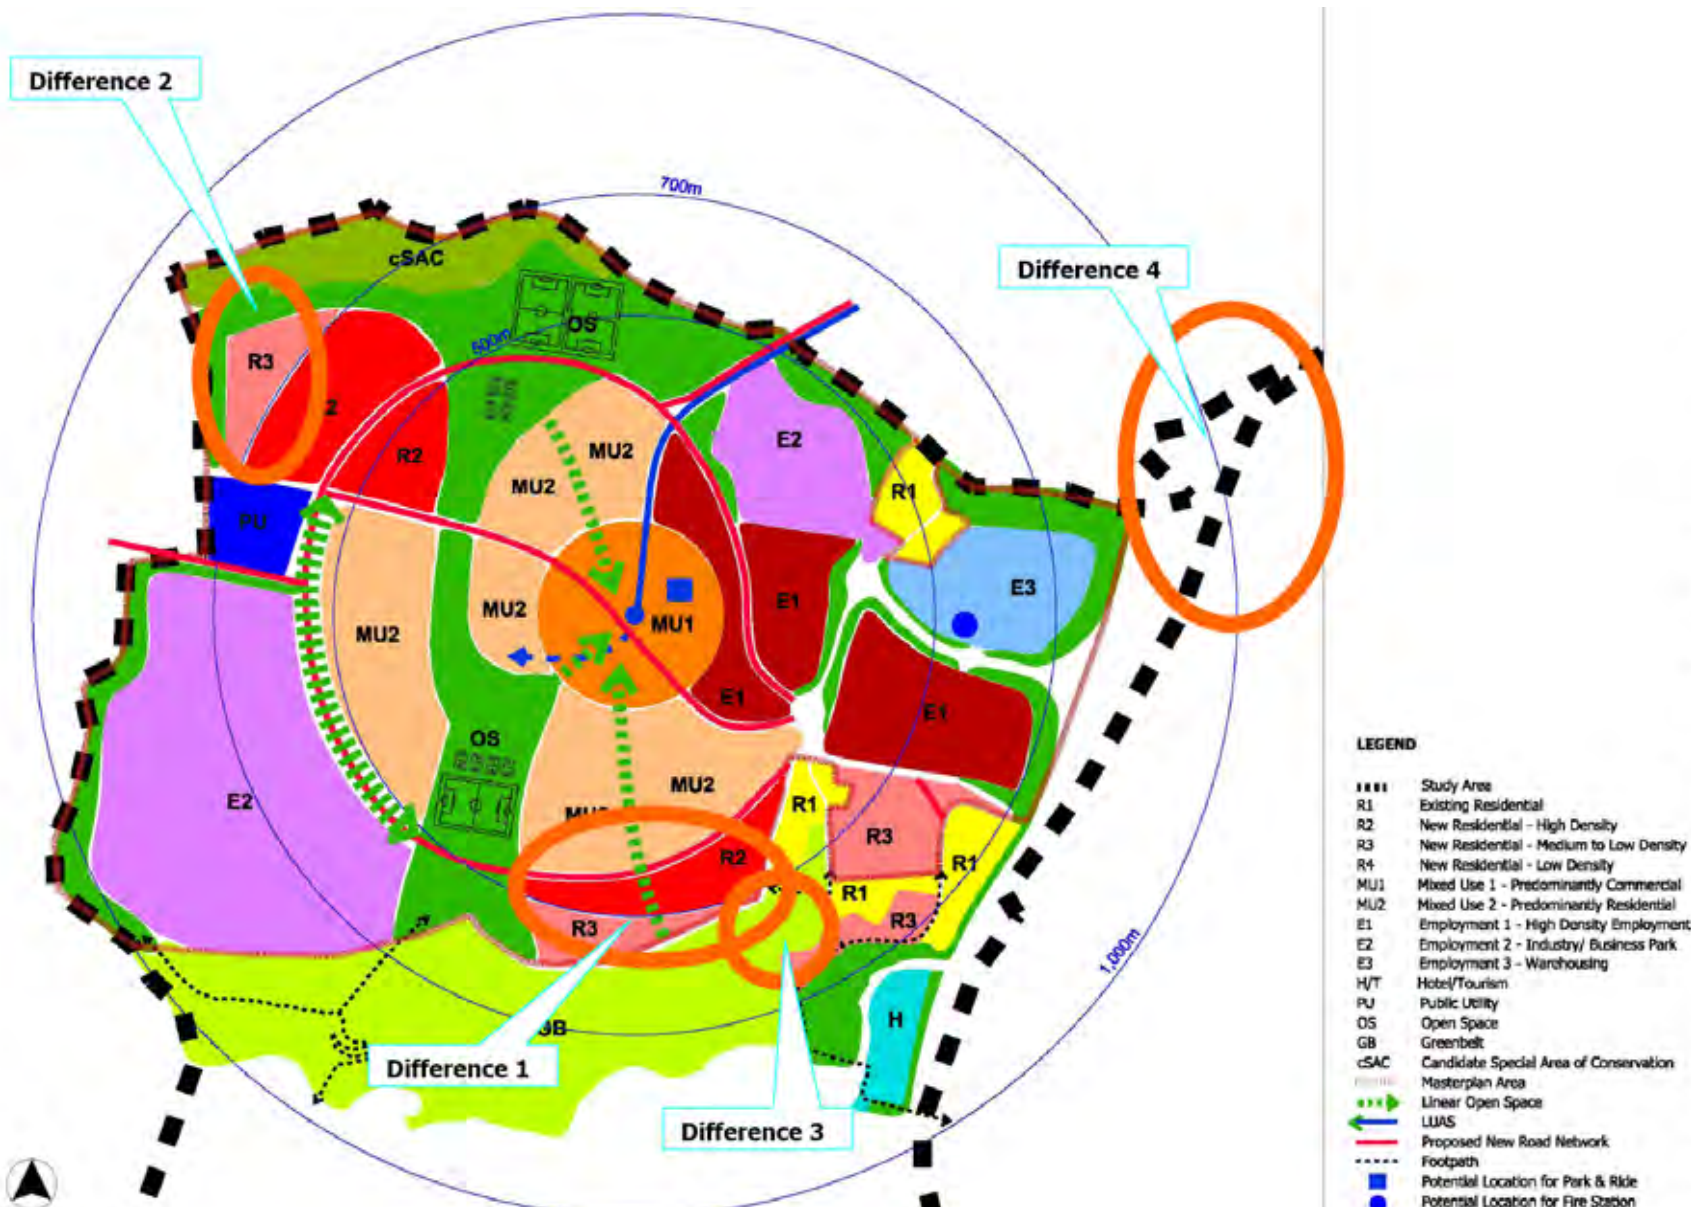 Difference 2
700m
cSAC
Difference 4
OS
500m
R3
2
E2
MU2
R2
R1
MU2
PU
E3
E1
MU2
MU1
MU2
E1
E1
OS
MU2
E2
R1
R3
R2
R1
R1
R3
R3
1,000m
H
GB
Difference 1
Difference 3
LEGEND
Study Area
R1 Existing Residential
R2 New Residential - High Density
R3 New Residential - Medium to Low Density
R4 New Residential - Low Density
MU1 Mixed Use 1 - Predominantly Commercial
MU2 Mixed Use 2 - Predominantly Residential
E1 Employment 1 - High Density Employment
E2 Employment 2 - Industry/ Business Park
E3 Employment 3 - Warehousing
H/T Hotel/Tourism
PU Public Utility
OS Open Space
GB Greenbelt
cSAC Candidate Special Area of Conservation
Masterplan Area
Linear Open Space
LUAS
Proposed New Road Network
Footpath
Potential Location for Park & Ride
Potential Location for Fire Station